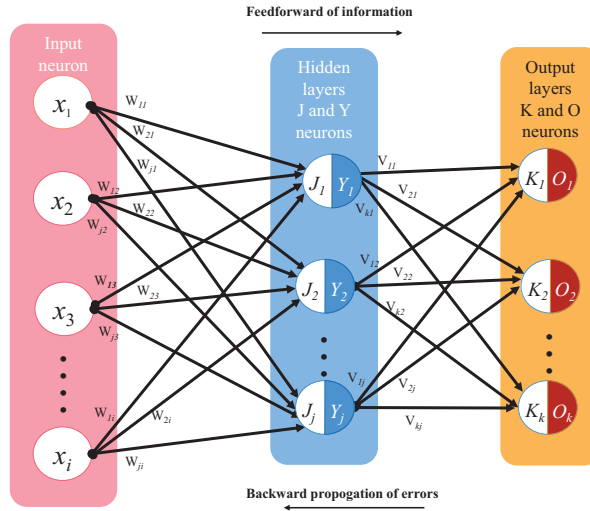 Feedforward of information
Input
neuron
Hidden
layers
J and Y
neurons
Output
layers
K and O
neurons
x1
x2
x3
xi
W11
W21
Wj1
W12
W22
Wj2
W13
W23
Wj3
W1i
W2i
Wji
J1 Y1
J2 Y2
Jj Yj
V11
V21
Vk1
V12
V22
Vk2
V1j
V2j
Vkj
K1 O1
K2 O2
Kk Ok
Backward propogation of errors